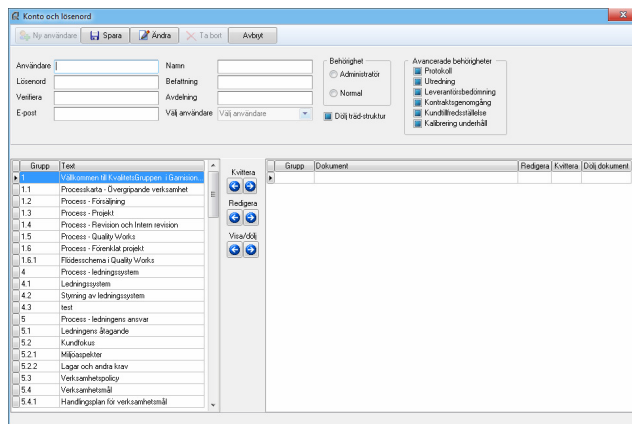 Konto och lösenord
Ny användare Spara Ändra Ta bort Avbryt
Användare
Lösenord
Verifiera
E-post
Namn
Befattning
Avdelning
Välj användare Välj användare
Behörighet
Administratör
Normal
Dölj träd-struktur
Avancerade behörigheter
Protokoll
Utredning
Leverantörsbedömning
Kontraktsgenomgång
Kundtillfredsställelse
Kalibrering underhåll
Grupp Text
1 Välkommen till KvalitetsGruppen i Garnision...
1.1 Processkarta - Övergripande verksamhet
1.2 Process - Försäljning
1.3 Process - Projekt
1.4 Process - Revision och Intern revision
1.5 Process - Quality Works
1.6 Process - Förenklat projekt
1.6.1 Flödesschema i Quality Works
4 Process - ledningssystem
4.1 Ledningssystem
4.2 Styrning av ledningssystem
4.3 test
5 Process - ledningens ansvar
5.1 Ledningens åtagande
5.2 Kundfokus
5.2.1 Miljöaspekter
5.2.2 Lagar och andra krav
5.3 Verksamhetspolicy
5.4 Verksamhetsmål
5.4.1 Handlingsplan för verksamhetsmål
Kvittera
Redigera
Visa/dölj
Grupp Dokument Redigera Kvittera Dölj dokument